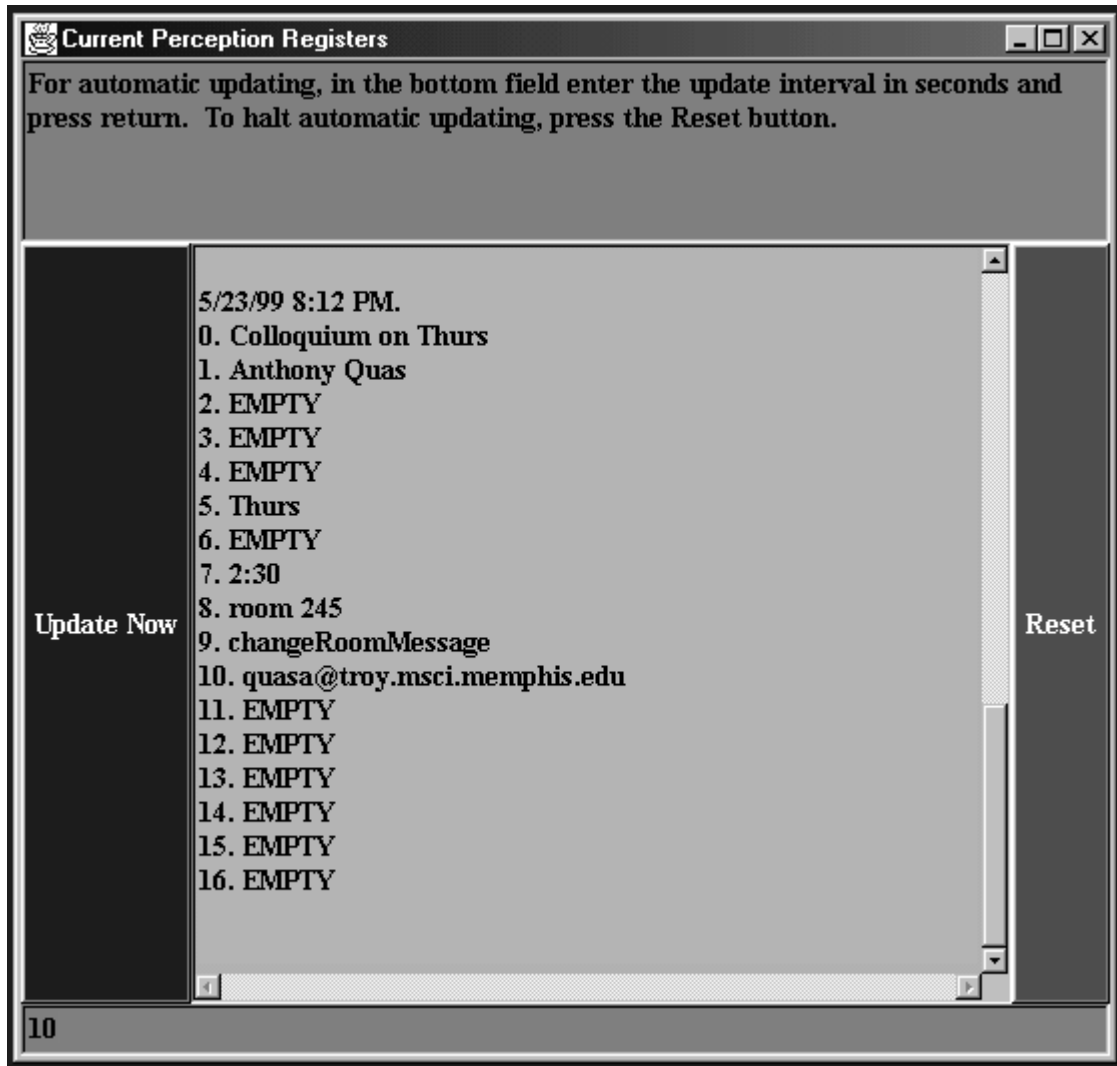 Current Perception Registers
For automatic updating, in the bottom field enter the update interval in seconds and
press return.  To halt automatic updating, press the Reset button.
5/23/99 8:12 PM.
0. Colloquium on Thurs
1. Anthony Quas
2. EMPTY
3. EMPTY
4. EMPTY
5. Thurs
6. EMPTY
7. 2:30
8. room 245
9. changeRoomMessage
10. quasa@troy.msci.memphis.edu
11. EMPTY
12. EMPTY
13. EMPTY
14. EMPTY
15. EMPTY
16. EMPTY
Update Now
Reset
10